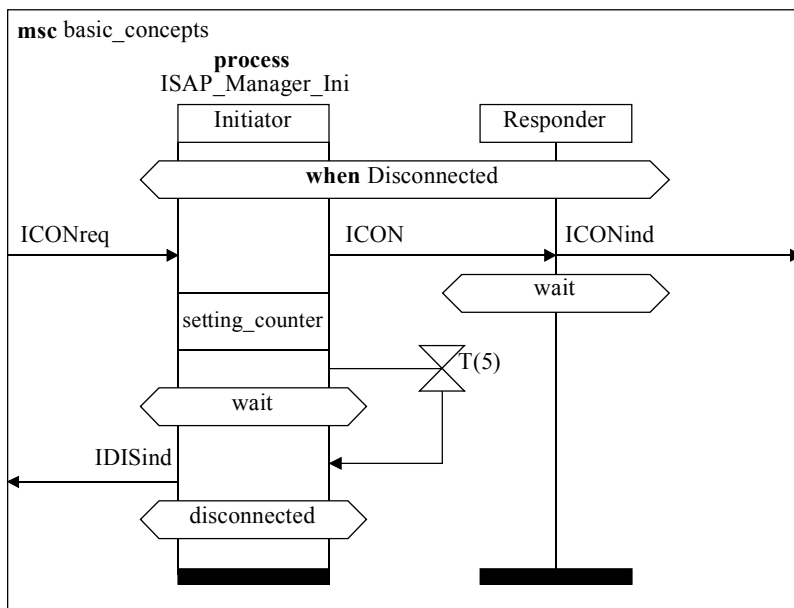 msc basic_concepts
process
ISAP_Manager_Ini
Initiator
Responder
when Disconnected
ICONreq
ICON
ICONind
wait
setting_counter
T(5)
wait
IDISind
disconnected